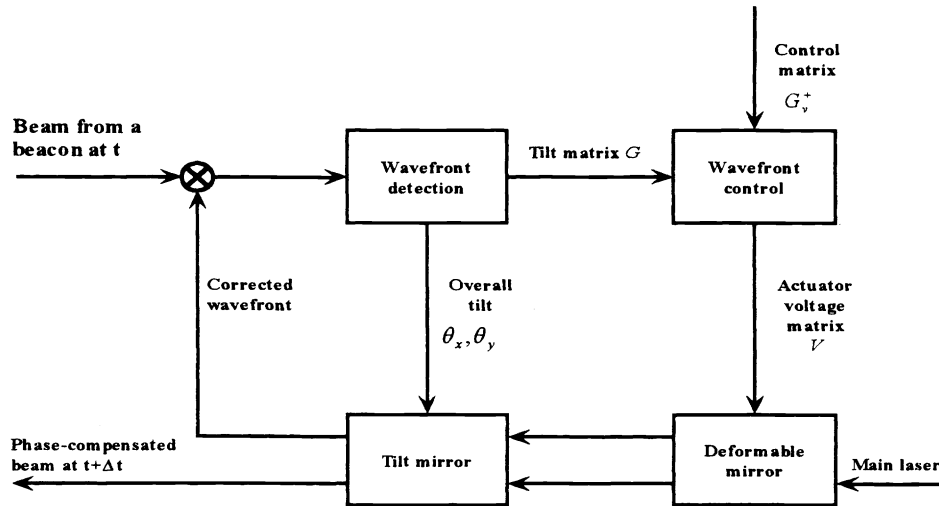 Control
matrix
G_v^+
Beam from a
beacon at t
Wavefront
detection
Tilt matrix G
Wavefront
control
Corrected
wavefront
Overall
tilt
θ_x, θ_y
Actuator
voltage
matrix
V
Phase-compensated
beam at t+Δt
Tilt mirror
Deformable
mirror
Main laser